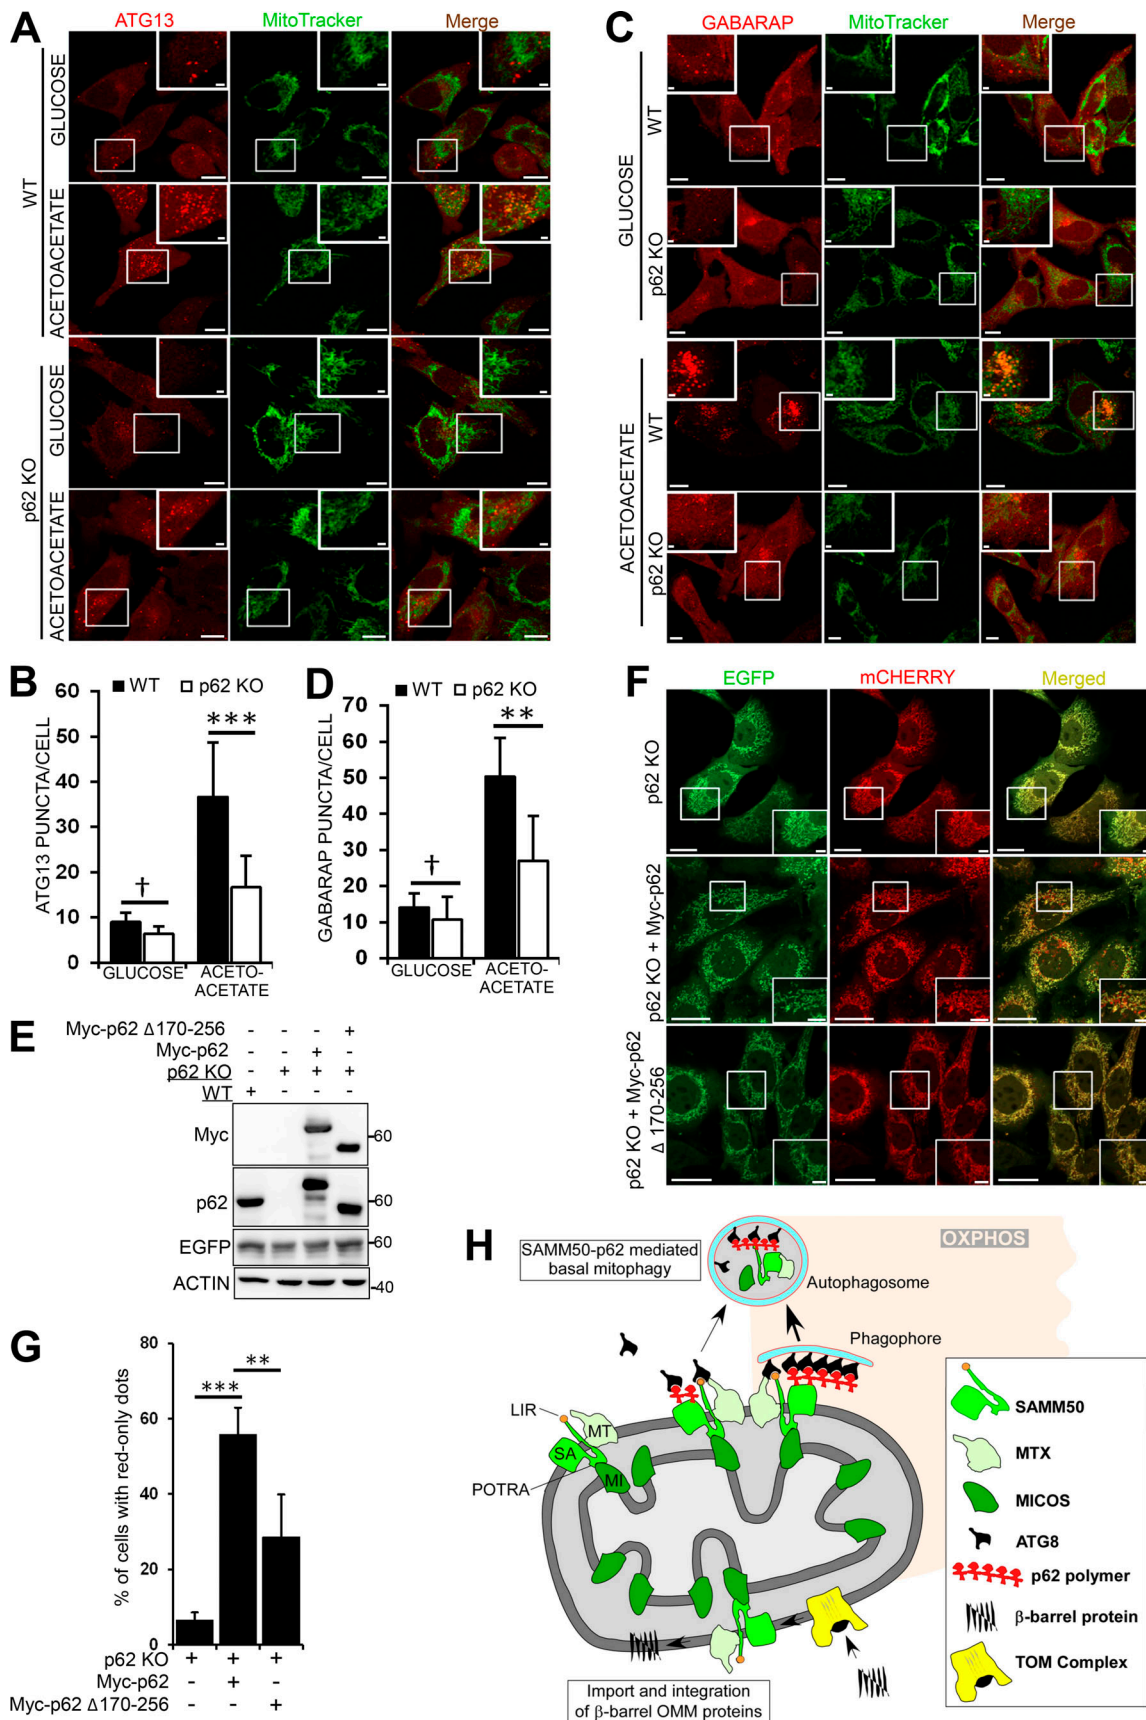 A
ATG13
MitoTracker
Merge
WT
GLUCOSE
ACETOACETATE
p62 KO
GLUCOSE
ACETOACETATE
C
GABARAP
MitoTracker
Merge
GLUCOSE
WT
p62 KO
ACETOACETATE
WT
p62 KO
B
WT
p62 KO
ATG13 PUNCTA/CELL
60
50
40
30
20
10
0
†
***
GLUCOSE
ACETO-
ACETATE
D
WT
p62 KO
GABARAP PUNCTA/CELL
70
60
50
40
30
20
10
0
†
**
GLUCOSE
ACETO-
ACETATE
E
Myc-p62 Δ170-256 - - - +
Myc-p62 - - + -
p62 KO - + + +
WT + - - -
Myc
60
p62
60
EGFP
60
ACTIN
40
F
EGFP
mCHERRY
Merged
p62 KO
p62 KO + Myc-p62
p62 KO + Myc-p62
Δ 170-256
G
% of cells with red-only dots
80
60
40
20
0
***
**
p62 KO + + +
Myc-p62 - + -
Myc-p62 Δ170-256 - - +
H
SAMM50-p62 mediated
basal mitophagy
OXPHOS
Autophagosome
Phagophore
LIR
MT
SA
MI
POTRA
Import and integration
of β-barrel OMM proteins
SAMM50
MTX
MICOS
ATG8
p62 polymer
β-barrel protein
TOM Complex